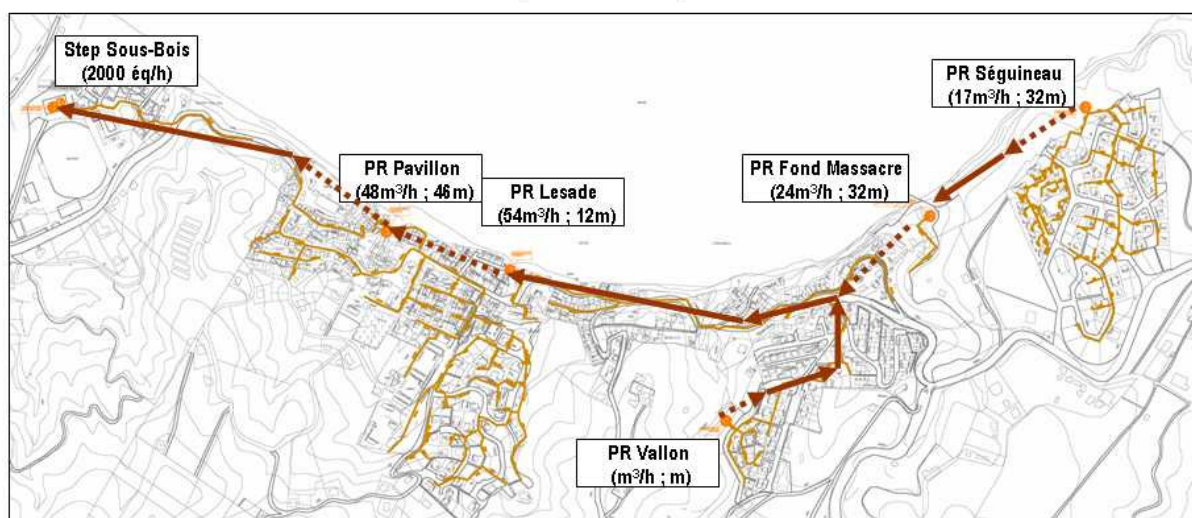 Step Sous-Bois
(2000 éq/h)
PR Séguineau
(17m³/h ; 32m)
PR Pavillon
(48m³/h ; 46m)
PR Lesade
(54m³/h ; 12m)
PR Fond Massacre
(24m³/h ; 32m)
PR Vallon
(m³/h ; m)